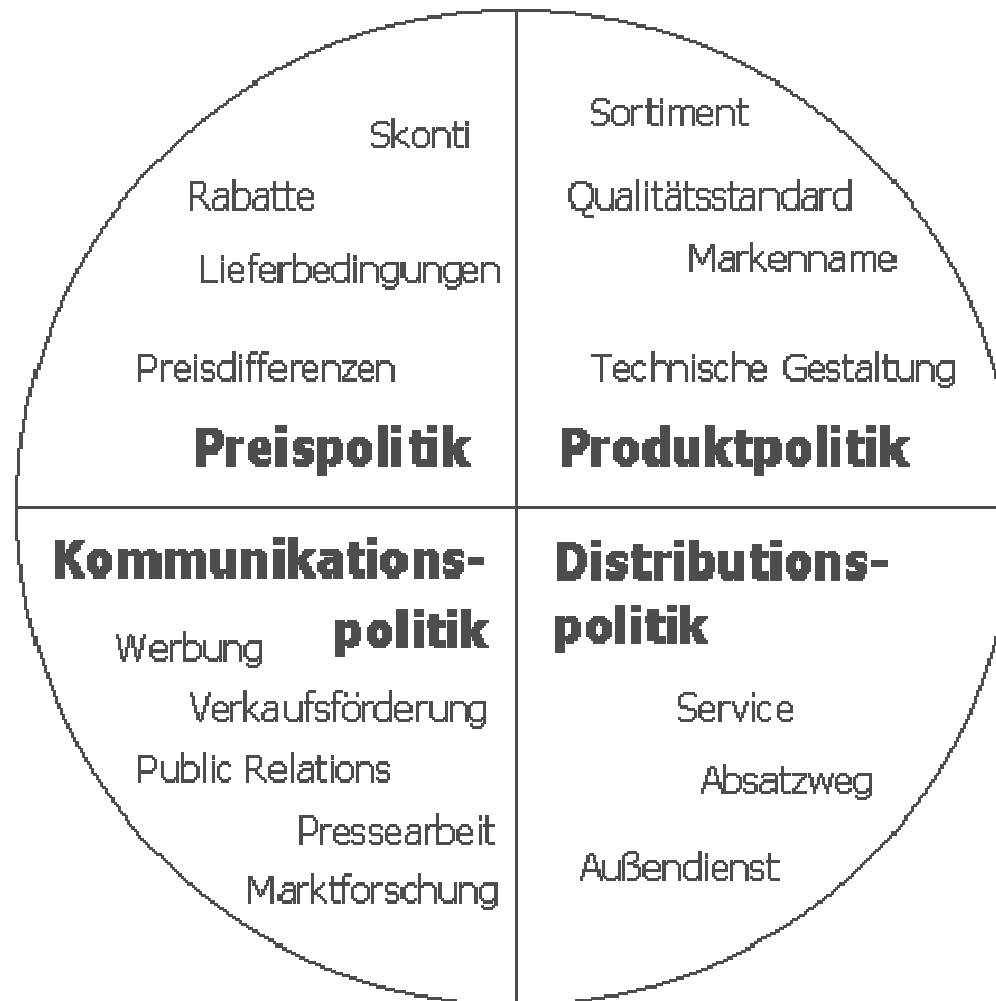 Skonti
Rabatte
Lieferbedingungen
Preisdifferenzen
Preispolitik
Sortiment
Qualitätsstandard
Markenname
Technische Gestaltung
Produktpolitik
Kommunikations-
politik
Werbung
Verkaufsförderung
Public Relations
Pressearbeit
Marktforschung
Distributions-
politik
Service
Absatzweg
Außendienst